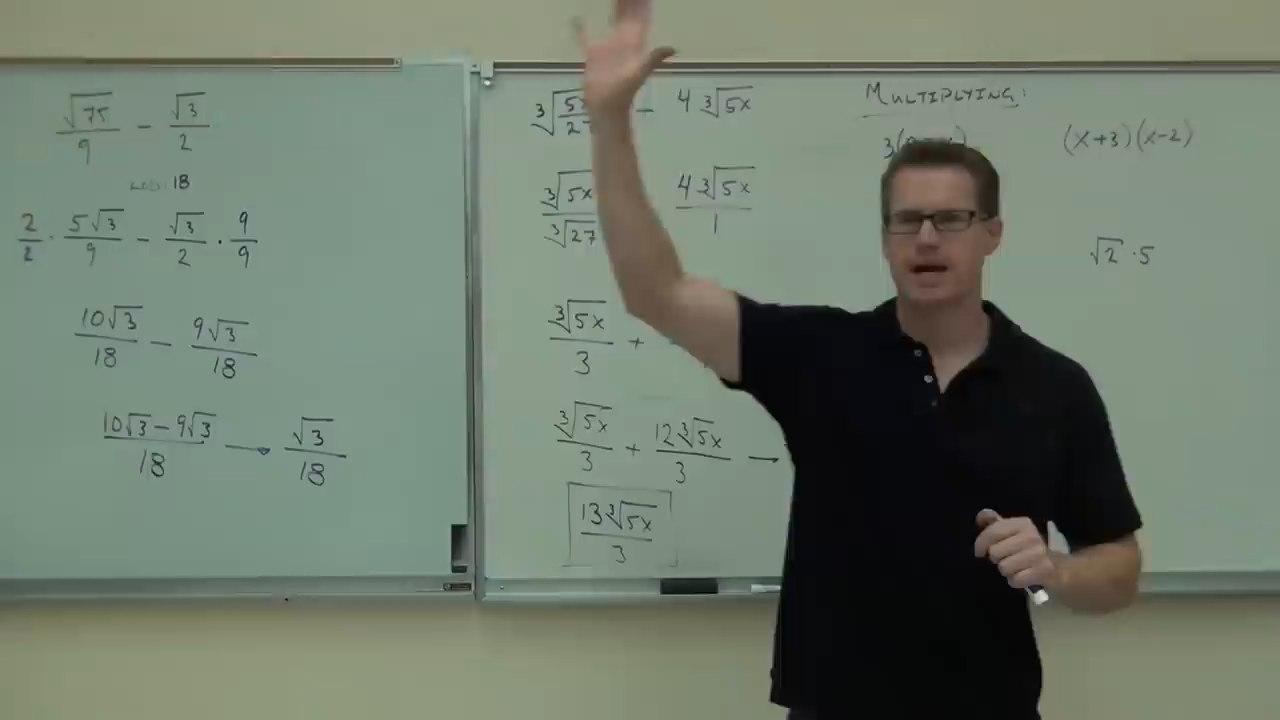 √75/9 − √3/2
LCD: 18
2/2 · 5√3/9 − √3/2 · 9/9
10√3/18 − 9√3/18
(10√3 − 9√3)/18 → √3/18
− 4∛5x
∛5x/∛27 4∛5x/1
∛5x/3 +
∛5x/3 + 12∛5x/3 →
13∛5x/3
MULTIPLYING:
(x+3)(x−2)
√2 · 5